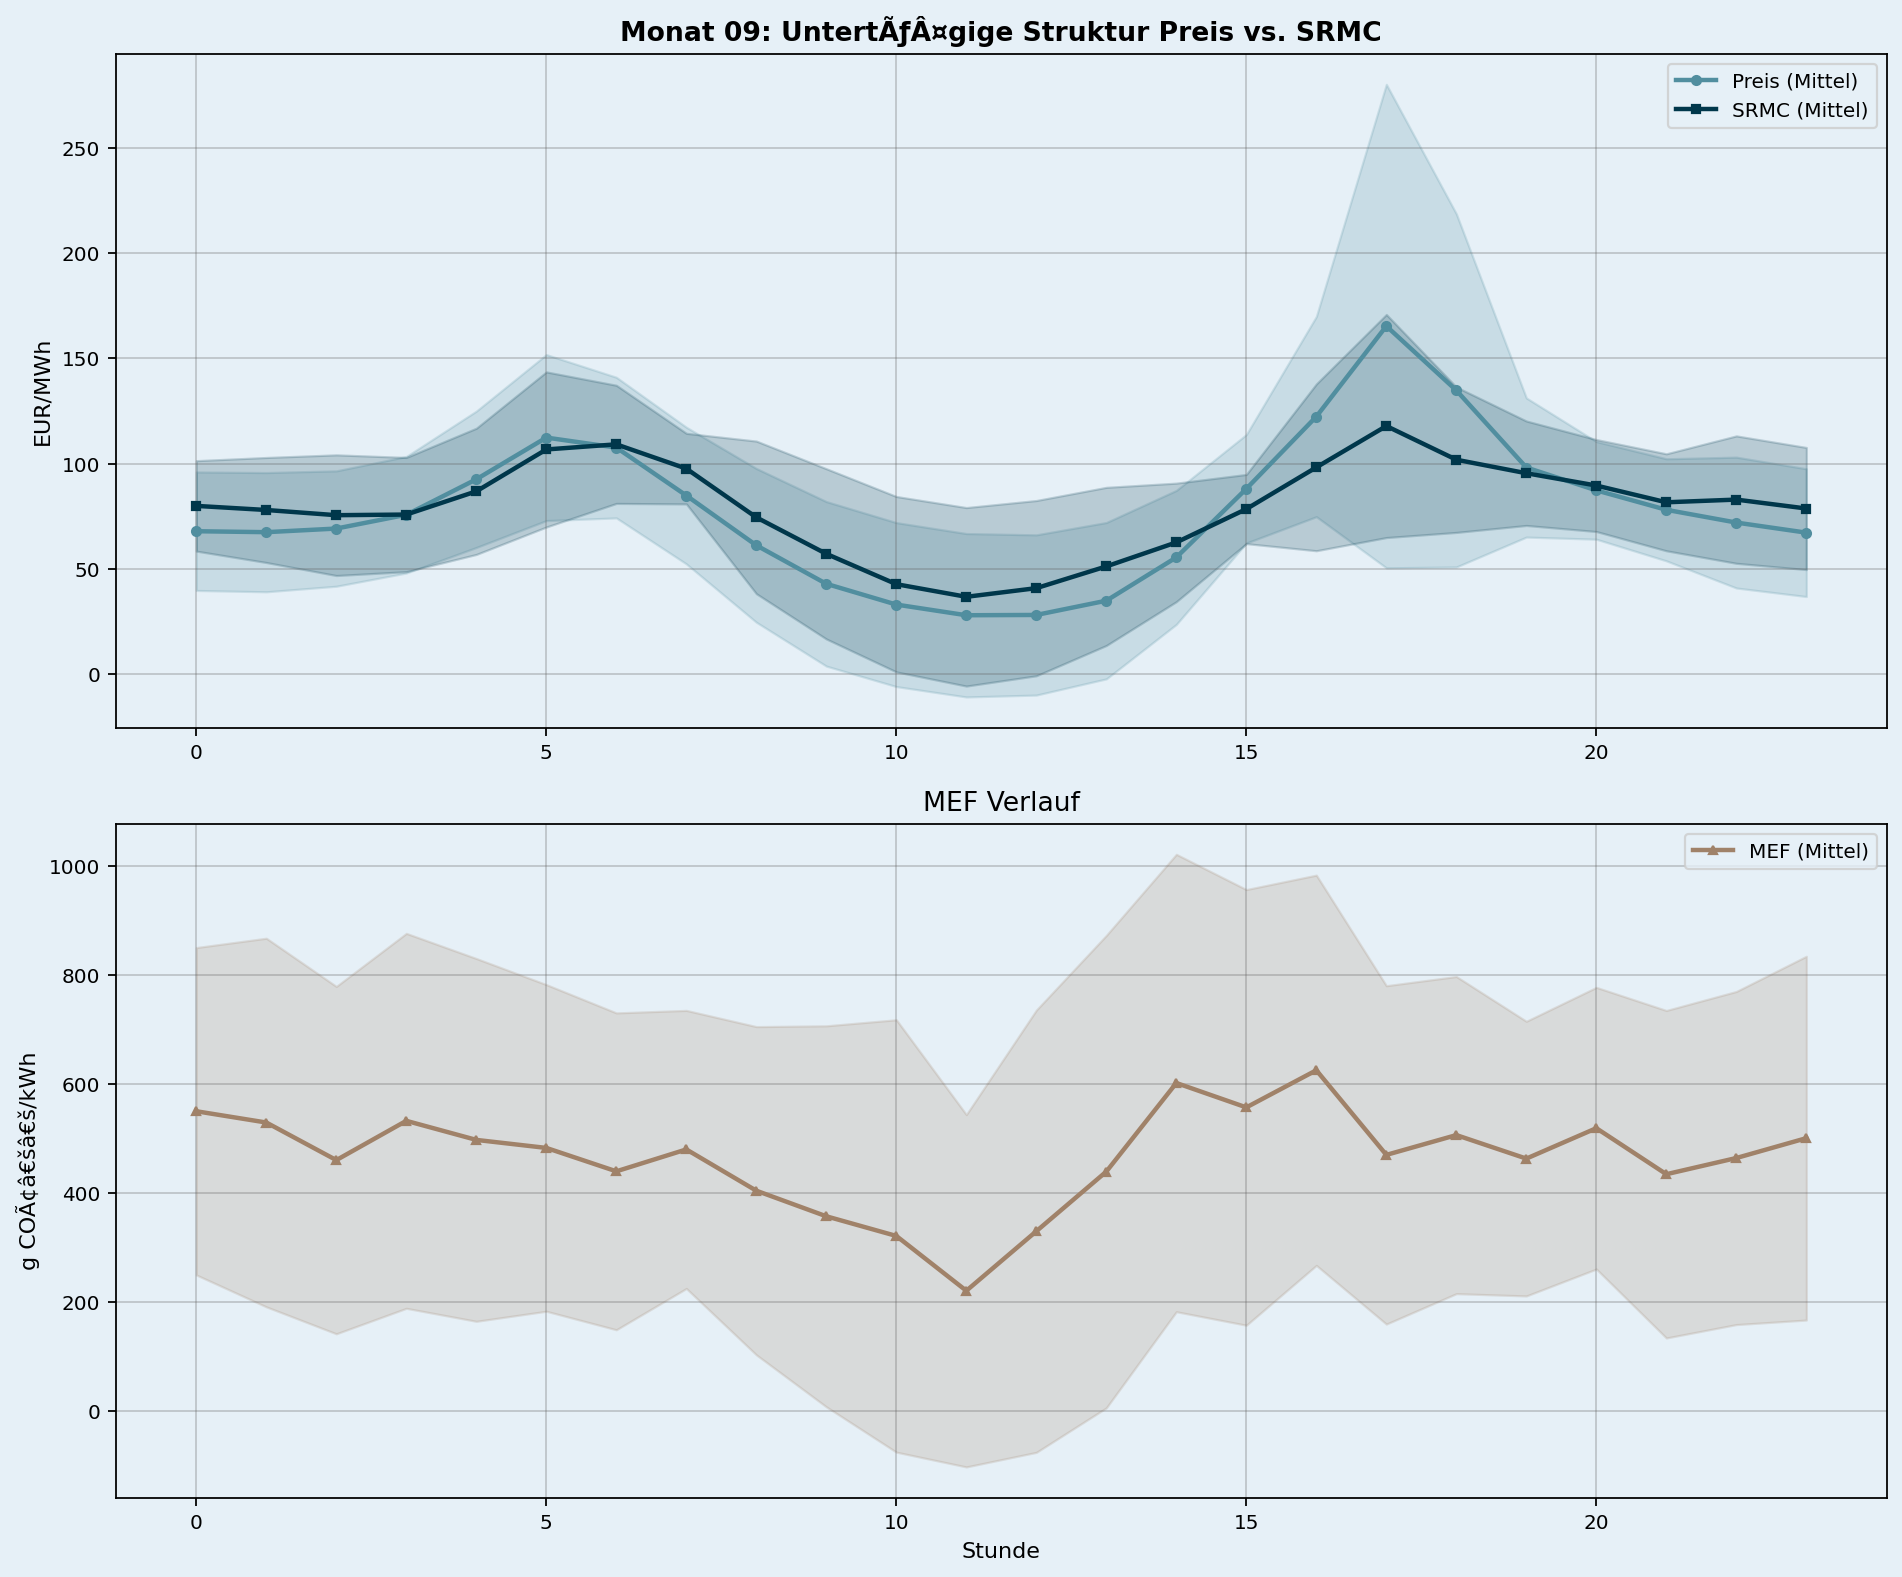 Monat 09: UntertÃƒÂ¤gige Struktur Preis vs. SRMC
Preis (Mittel)
SRMC (Mittel)
EUR/MWh
250
200
150
100
50
0
0
5
10
15
20
MEF Verlauf
MEF (Mittel)
g COÃ¢â€šâ€š/kWh
1000
800
600
400
200
0
0
5
10
15
20
Stunde